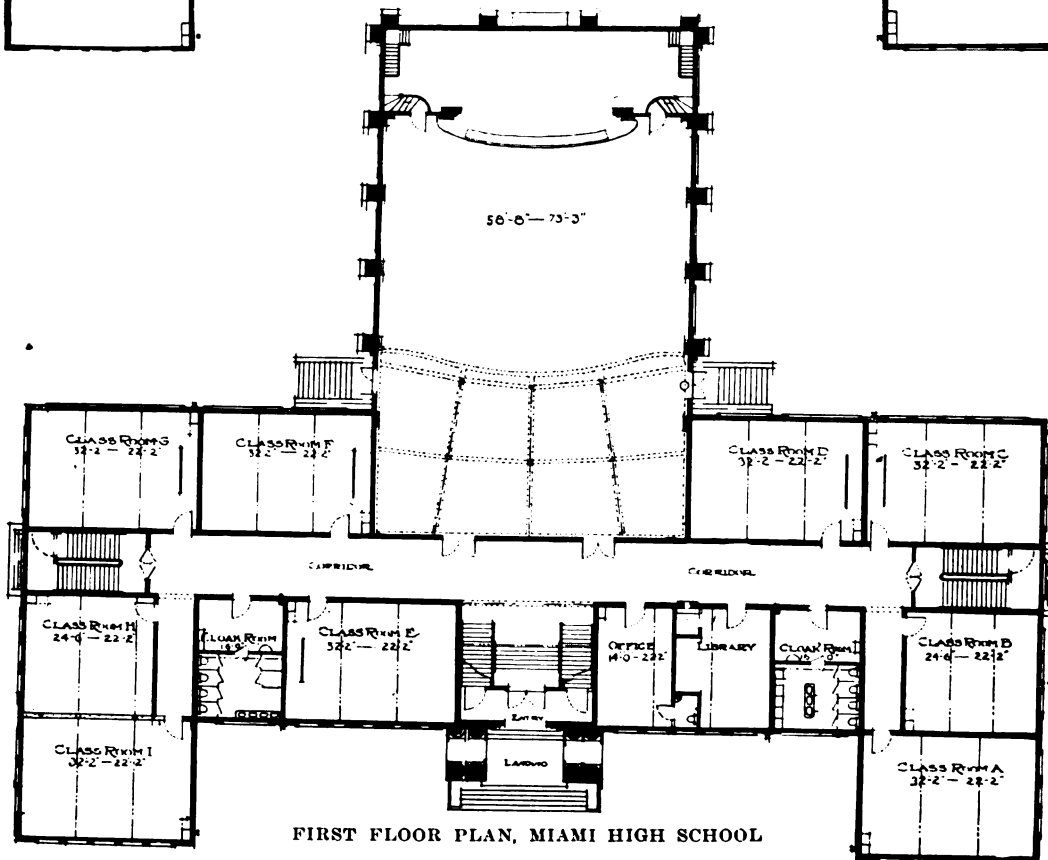 58'-8" — 73'-3"
CLASS ROOM G
32'-2" — 22'-2"
CLASS ROOM F
32'-2" — 22'-2"
CLASS ROOM D
32'-2 — 22'-2"
CLASS ROOM C
32'-2" — 22'-2"
CORRIDOR
CORRIDOR
CLASS ROOM H
24'-6" — 22'-2"
CLOAK ROOM
CLASS ROOM E
32'-2" — 22'-2"
OFFICE
14'-0 - 22'2"
LIBRARY
CLOAK ROOM
CLASS ROOM B
24'-6" — 22'-2"
ENTRY
CLASS ROOM I
32'-2" — 22'-2"
LANDING
CLASS ROOM A
32'-2" — 22'-2"
FIRST FLOOR PLAN, MIAMI HIGH SCHOOL